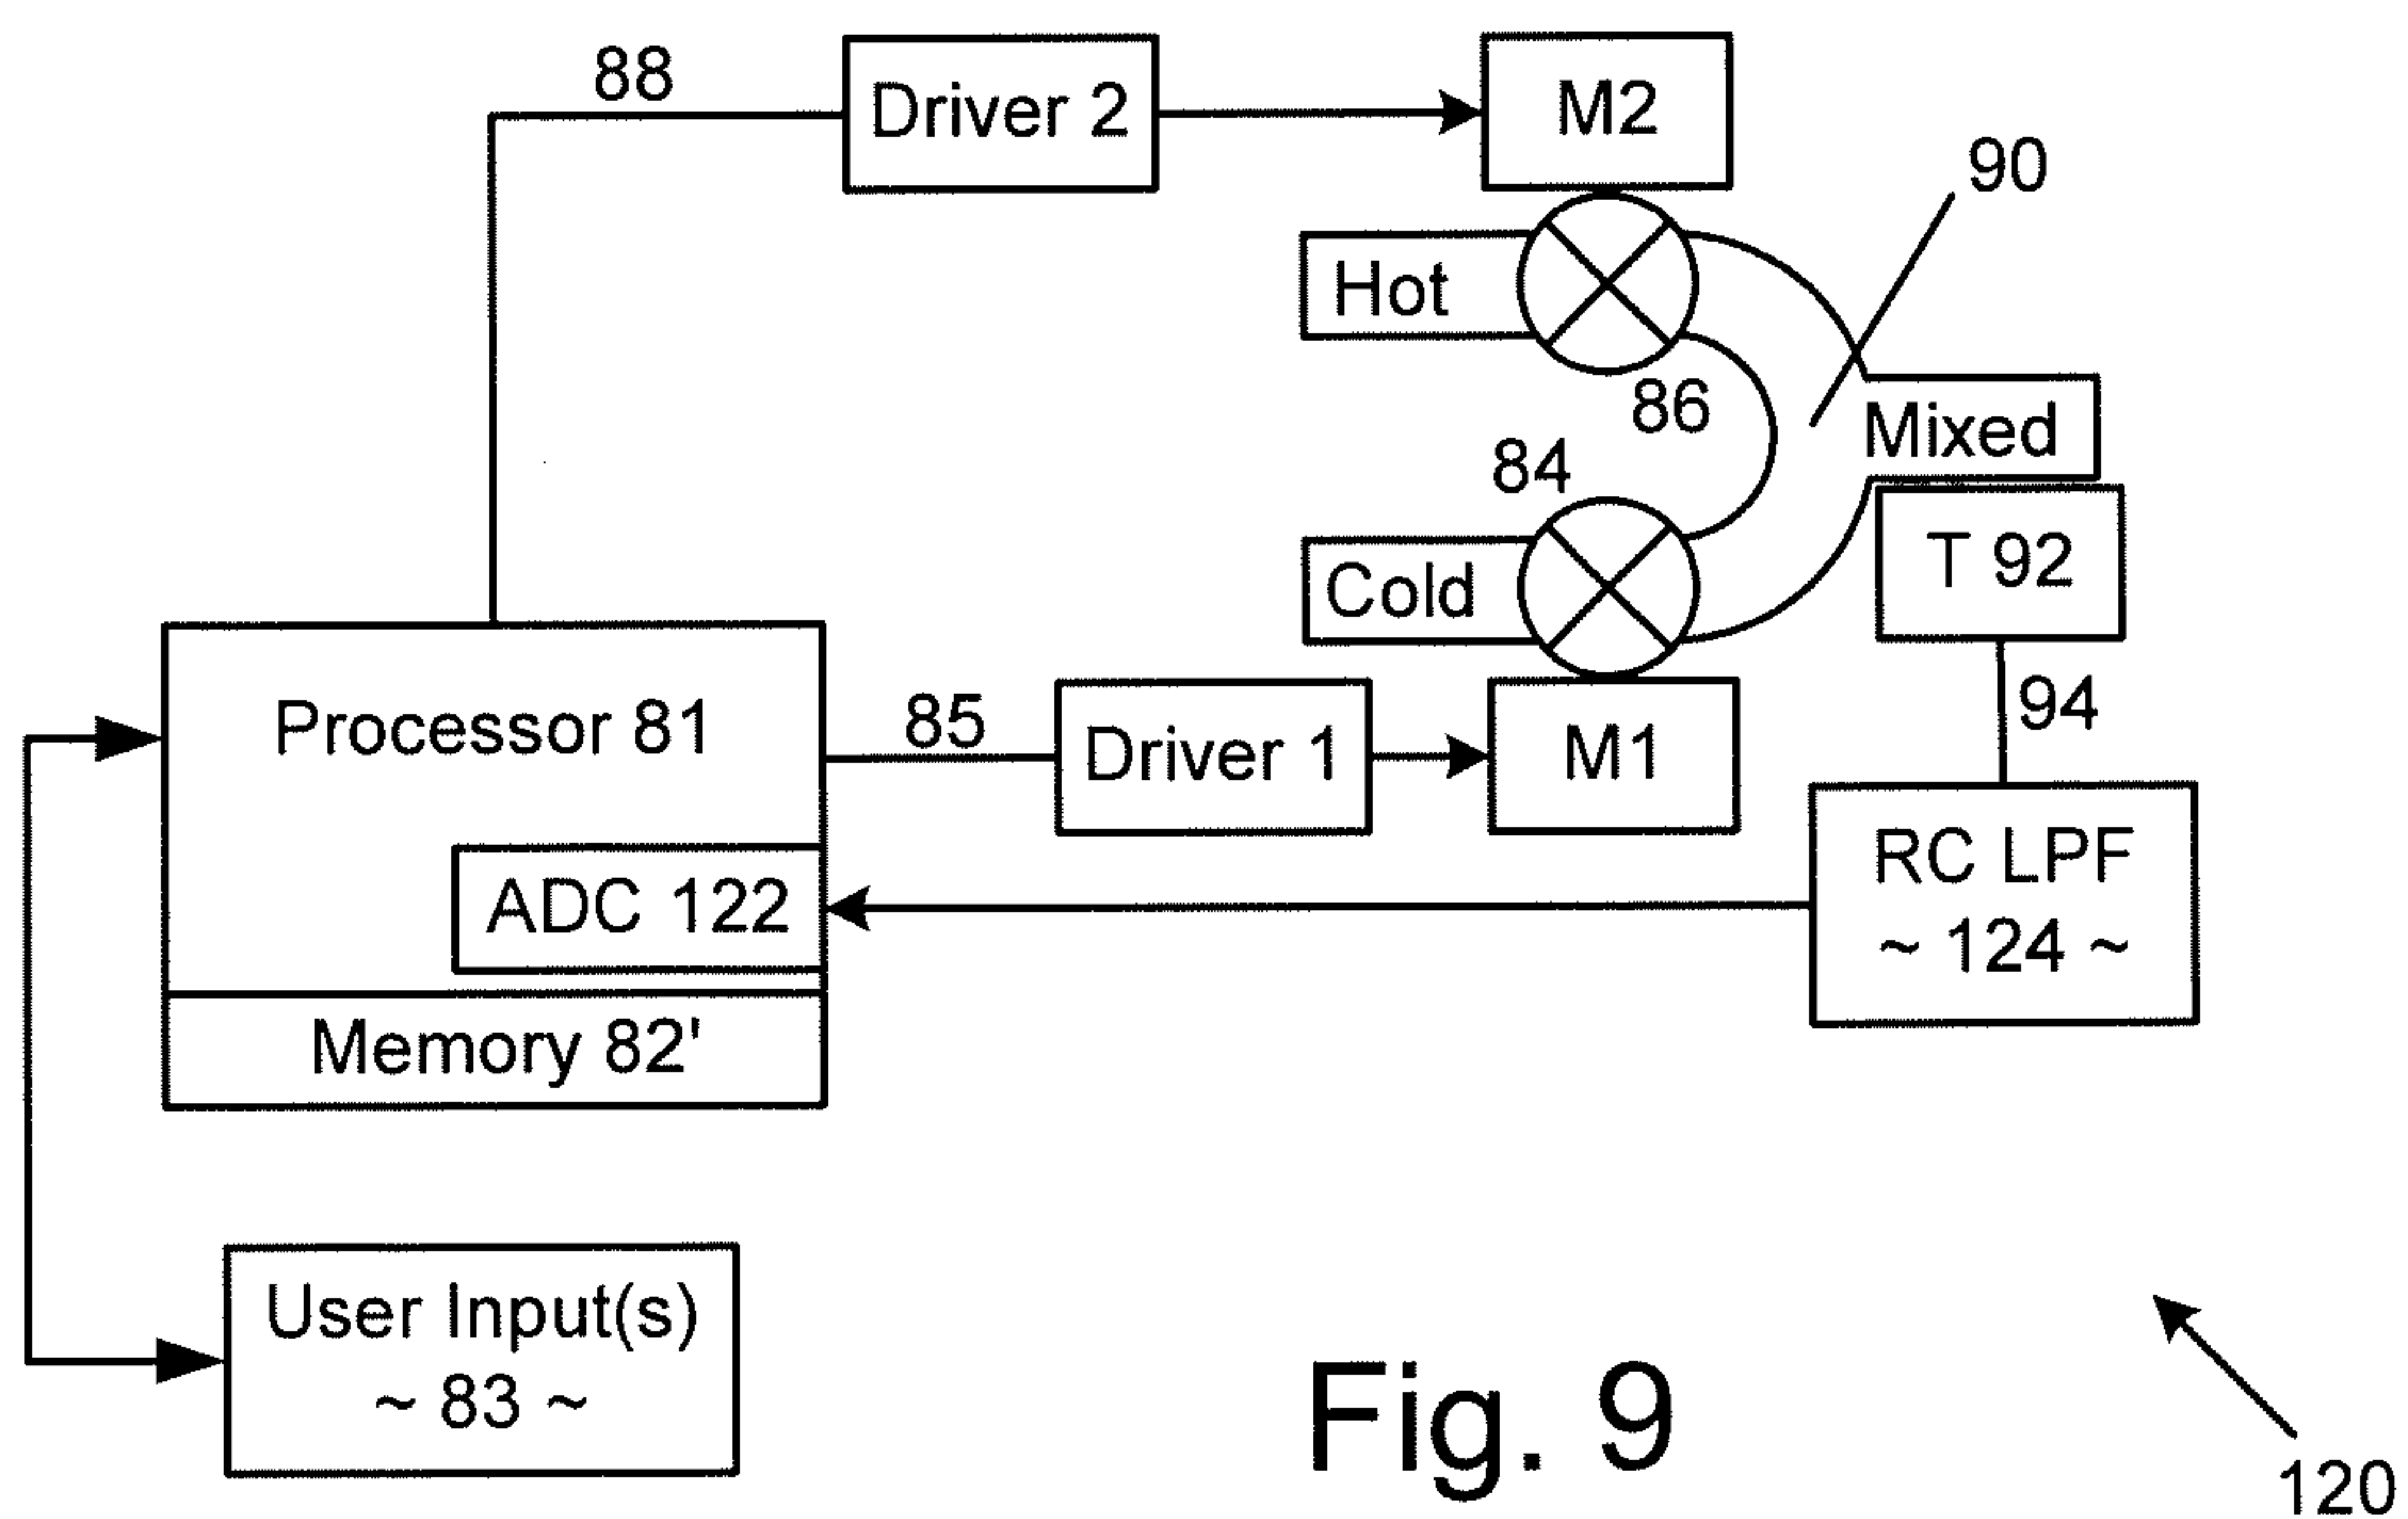 88
Driver 2
M2
90
Hot
86
Mixed
84
Cold
T 92
94
Processor 81
85
Driver 1
M1
RC LPF
~ 124 ~
ADC 122
Memory 82'
User Input(s)
~ 83 ~
Fig. 9
120